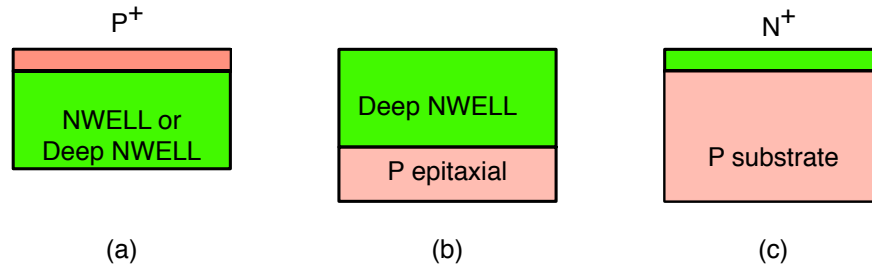 P+
N+
NWELL or
Deep NWELL
Deep NWELL
P epitaxial
P substrate
(a)
(b)
(c)